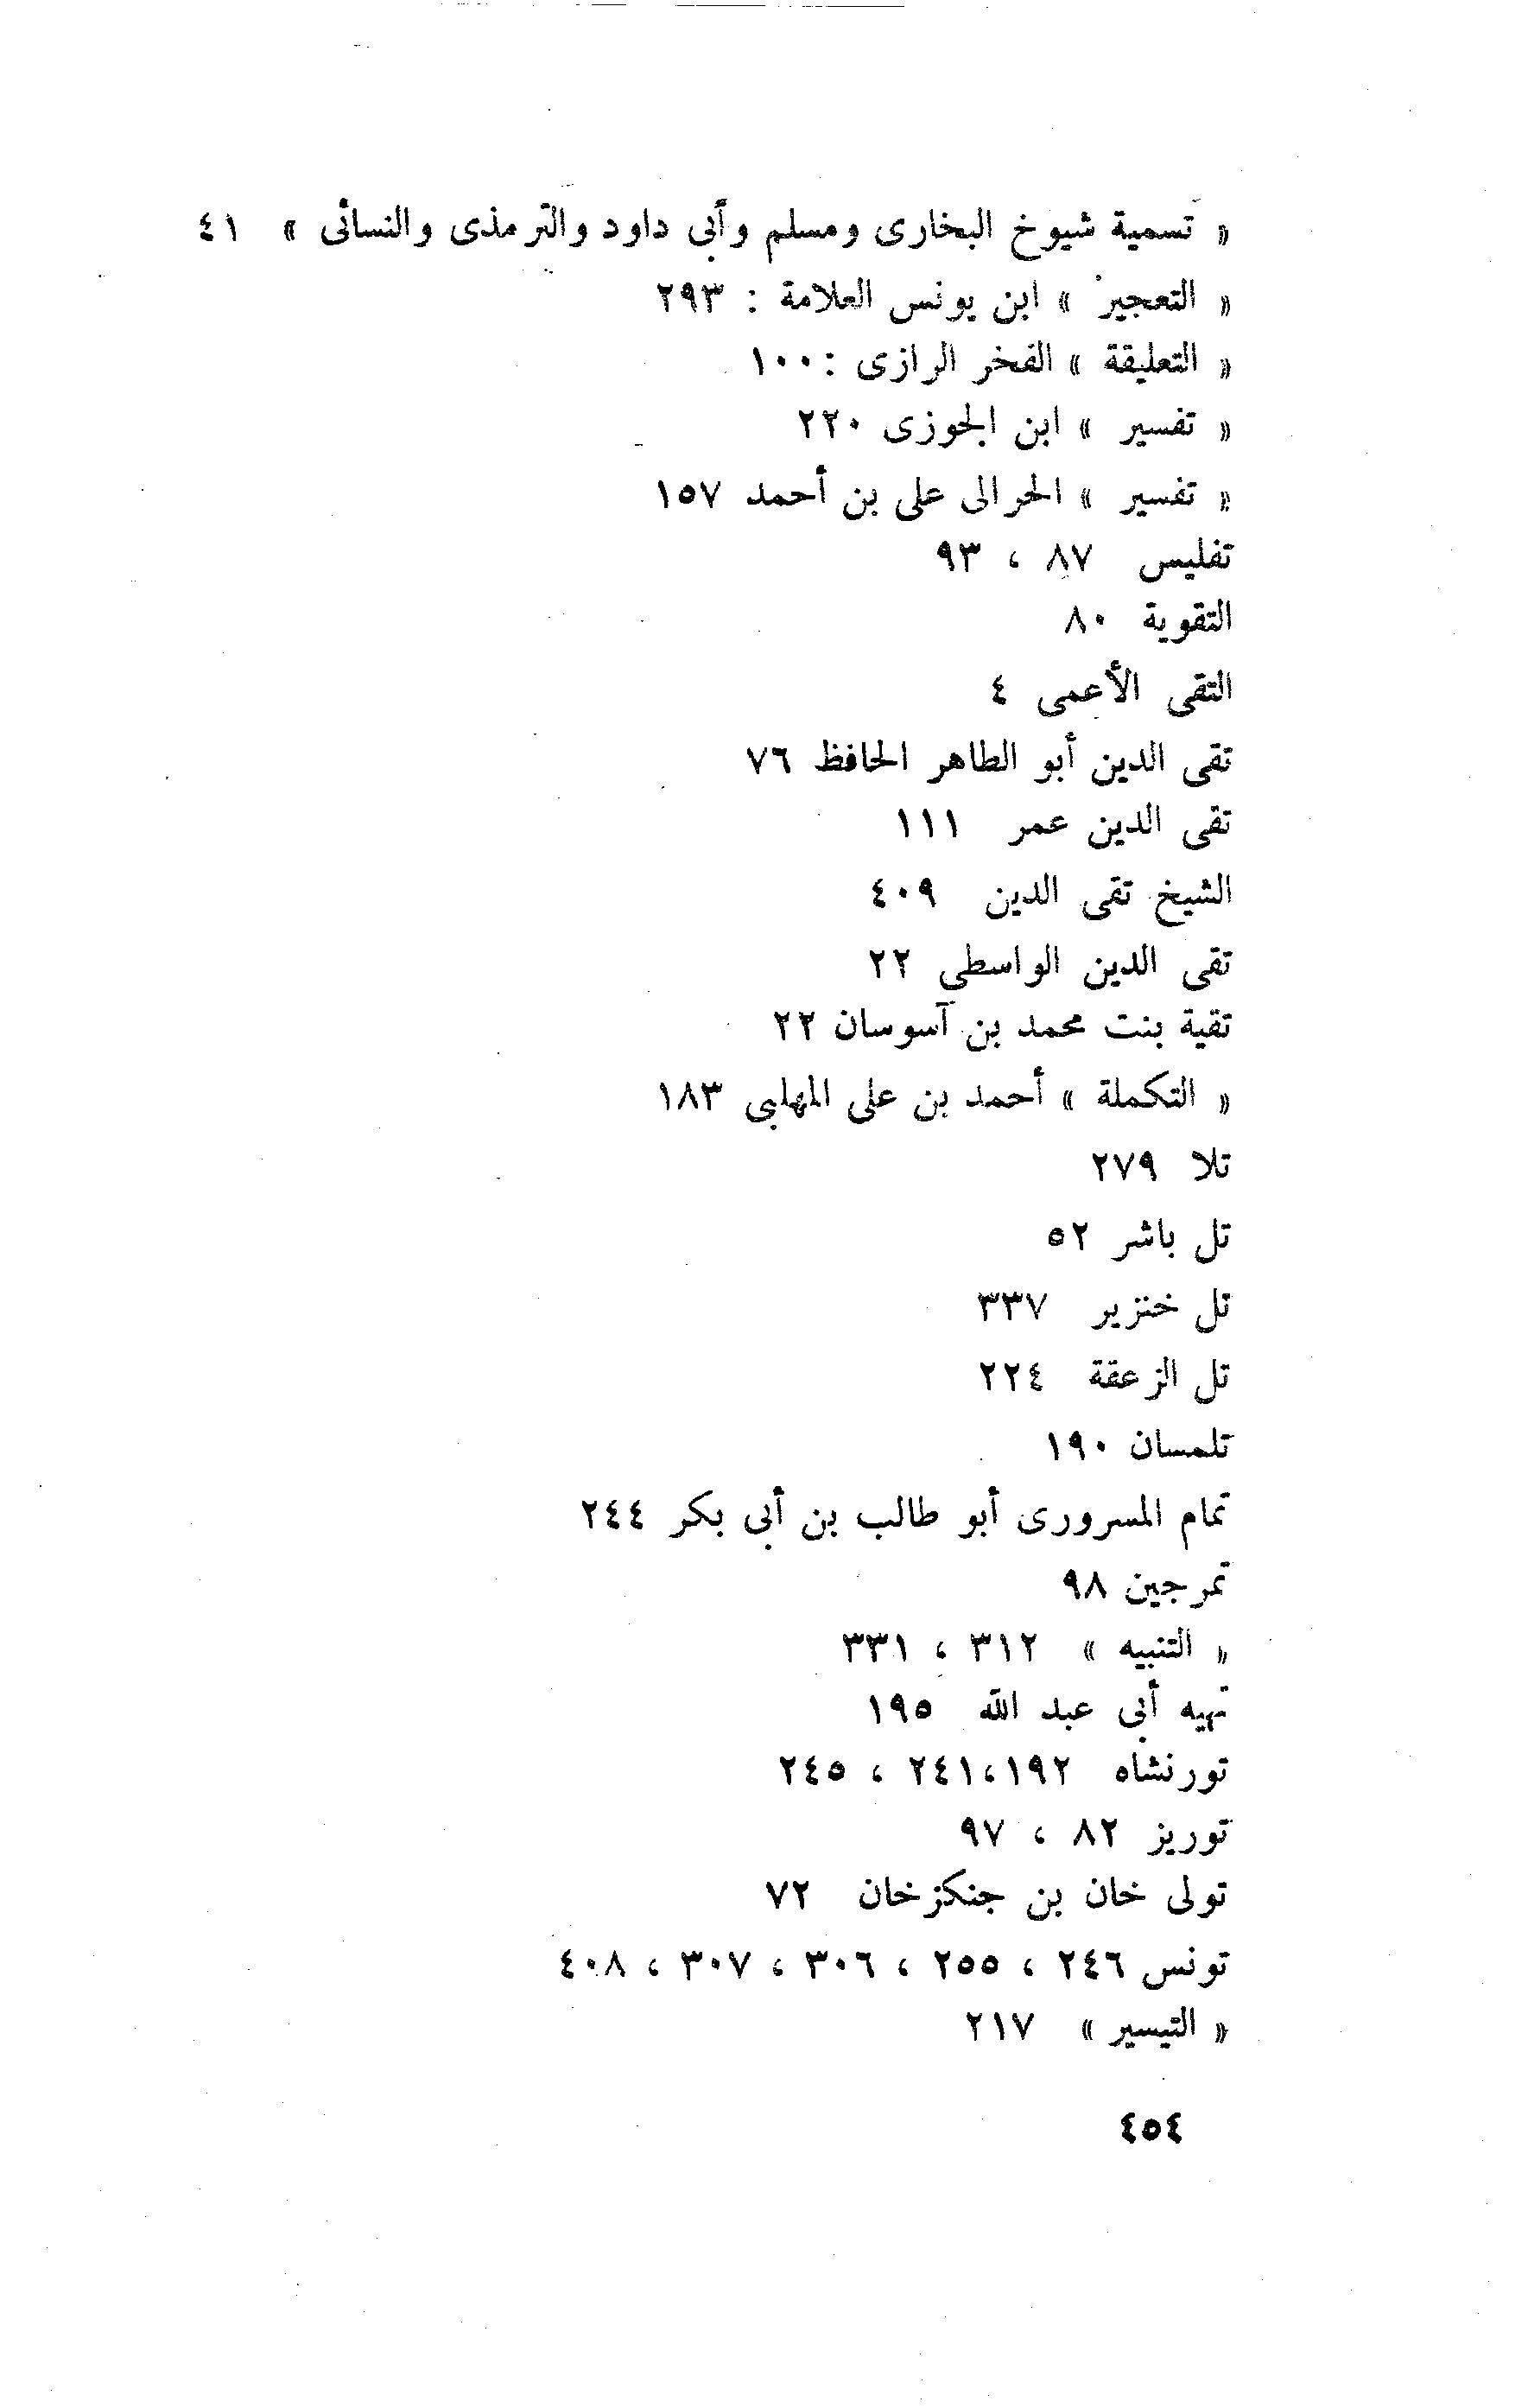 « تسمية شيوخ البخارى ومسلم وأبي داود والترمذى والنسائى » ٤١
« التعجيز » ابن يونس العلامة : ٢٩٣
« التعليقة » الفخر الرازى : ١٠٠
« تفسير » ابن الجوزى ٢٢٠
« تفسير » الحرالى على بن أحمد ١٥٧
تفليس ٨٧ ، ٩٣
التقوية ٨٠
التقى الأعمى ٤
تقى الدين أبو الطاهر الحافظ ٧٦
تقى الدين عمر ١١١
الشيخ تقى الدين ٤٠٩
تقى الدين الواسطى ٢٢
تقية بنت محمد بن آسوسان ٢٢
« التكملة » أحمد بن على المهلبى ١٨٣
تلا ٢٧٩
تل باشر ٥٢
تل خنزير ٣٣٧
تل الزعقة ٢٢٤
تلمسان ١٩٠
تمام المسرورى أبو طالب بن أبى بكر ٢٤٤
تمرجين ٩٨
« التنبيه » ٣١٢ ، ٣٣١
تهيه أبى عبد الله ١٩٥
تورنشاه ١٩٢،٢٤١ ، ٢٤٥
توريز ٨٢ ، ٩٧
تولى خان بن جنكزخان ٧٢
تونس ٢٤٦ ، ٢٥٥ ، ٣٠٦ ، ٣٠٧ ، ٤٠٨
« التيسير » ٢١٧
٤٥٤